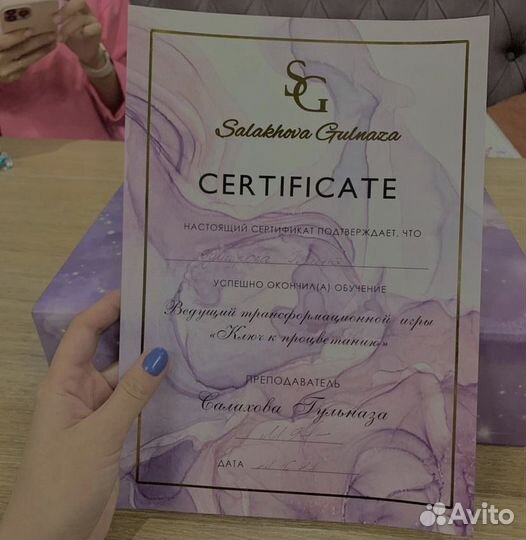 SG
Salakhova Gulnaza
CERTIFICATE
НАСТОЯЩИЙ СЕРТИФИКАТ ПОДТВЕРЖДАЕТ, ЧТО
УСПЕШНО ОКОНЧИЛ(А) ОБУЧЕНИЕ
Ведущий трансформационной игры
«Ключ к процветанию»
ПРЕПОДАВАТЕЛЬ
Салахова Гульназа
ДАТА
Avito